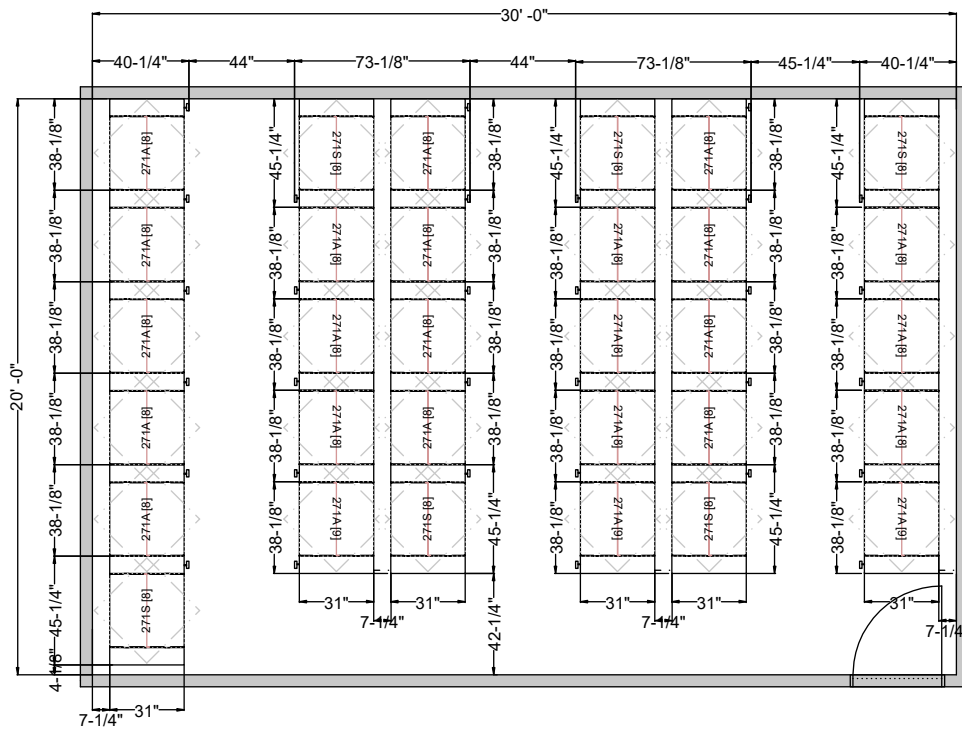 30' -0"
40-1/4"
44"
73-1/8"
44"
73-1/8"
45-1/4"
40-1/4"
20' -0"
38-1/8"
38-1/8"
38-1/8"
38-1/8"
38-1/8"
45-1/4"
4-1/8"
271A [8]
271A [8]
271A [8]
271A [8]
271A [8]
271S [8]
7-1/4"
31"
45-1/4"
38-1/8"
38-1/8"
38-1/8"
38-1/8"
271S [8]
271A [8]
271A [8]
271A [8]
271A [9]
31"
7-1/4"
271A [8]
271A [8]
271A [8]
271A [8]
271S [8]
31"
38-1/8"
38-1/8"
38-1/8"
38-1/8"
45-1/4"
42-1/4"
45-1/4"
38-1/8"
38-1/8"
38-1/8"
38-1/8"
271S [8]
271A [8]
271A [8]
271A [8]
271A [9]
31"
7-1/4"
271A [8]
271A [8]
271A [8]
271A [8]
271S [8]
31"
38-1/8"
38-1/8"
38-1/8"
38-1/8"
45-1/4"
45-1/4"
38-1/8"
38-1/8"
38-1/8"
38-1/8"
271S [8]
271A [8]
271A [8]
271A [8]
271A [9]
31"
7-1/4"